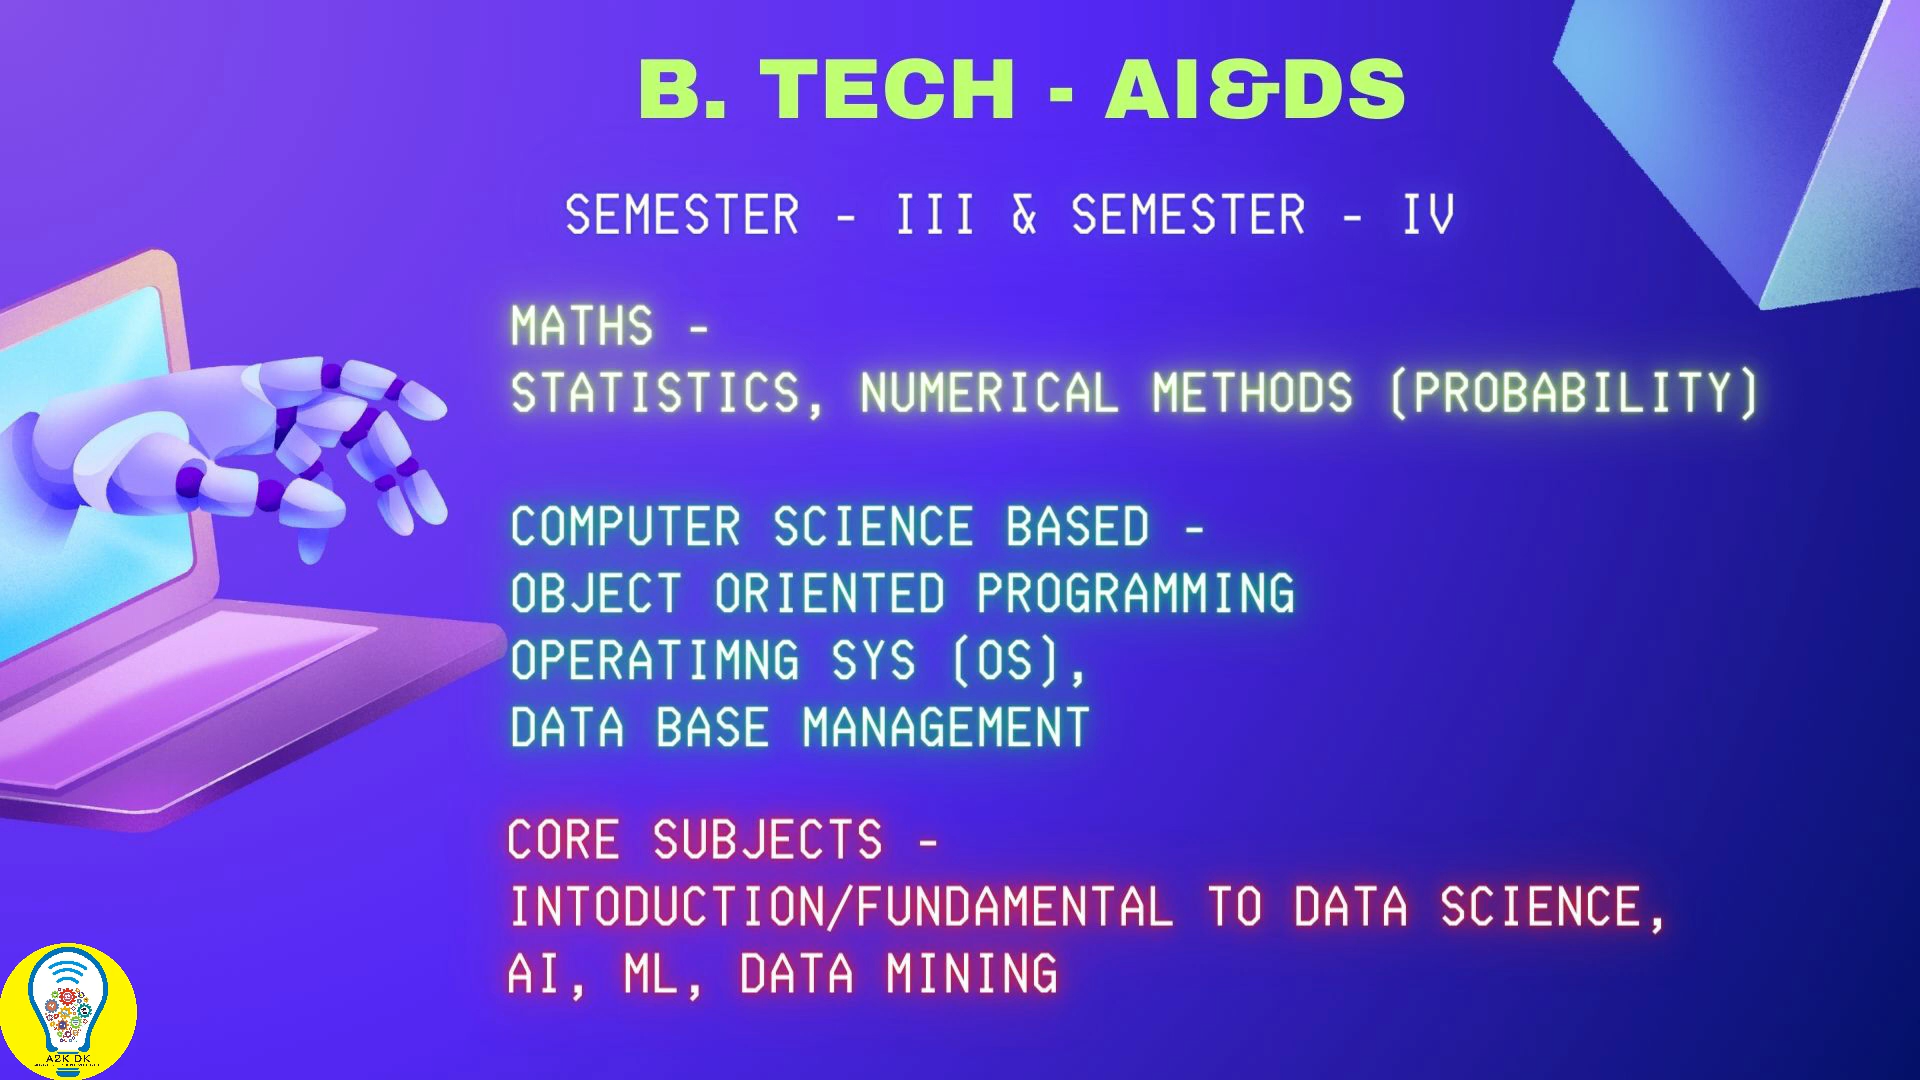 B. TECH - AI&DS
SEMESTER - III & SEMESTER - IV
MATHS -
STATISTICS, NUMERICAL METHODS (PROBABILITY)
COMPUTER SCIENCE BASED -
OBJECT ORIENTED PROGRAMMING
OPERATIMNG SYS (OS),
DATA BASE MANAGEMENT
CORE SUBJECTS -
INTODUCTION/FUNDAMENTAL TO DATA SCIENCE,
AI, ML, DATA MINING
A2K DK